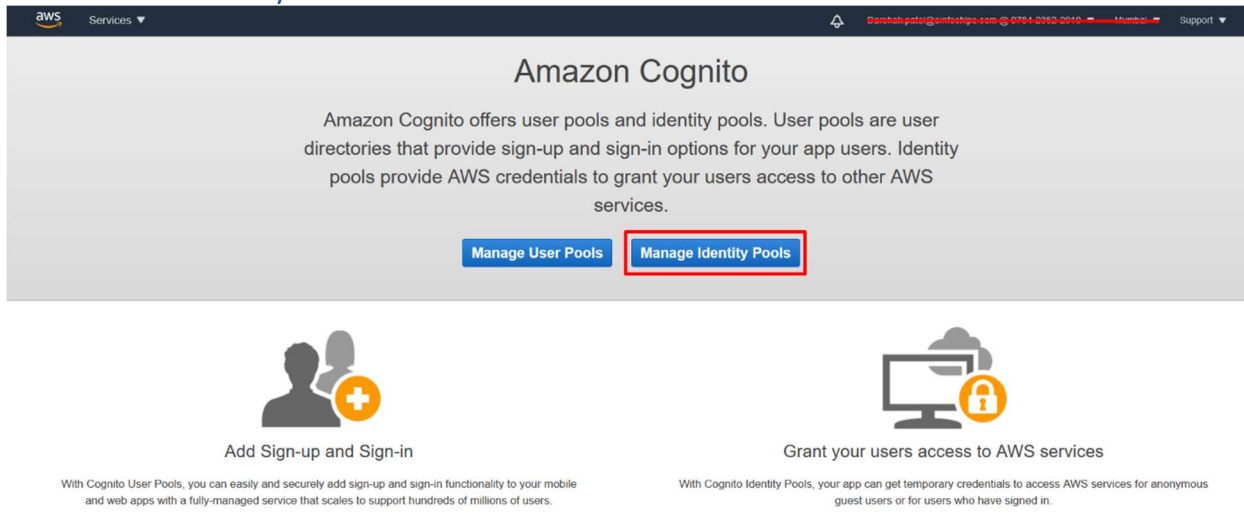 aws
Services ▼
Support ▼
Amazon Cognito
Amazon Cognito offers user pools and identity pools. User pools are user
directories that provide sign-up and sign-in options for your app users. Identity
pools provide AWS credentials to grant your users access to other AWS
services.
Manage User Pools
Manage Identity Pools
Add Sign-up and Sign-in
With Cognito User Pools, you can easily and securely add sign-up and sign-in functionality to your mobile
and web apps with a fully-managed service that scales to support hundreds of millions of users.
Grant your users access to AWS services
With Cognito Identity Pools, your app can get temporary credentials to access AWS services for anonymous
guest users or for users who have signed in.